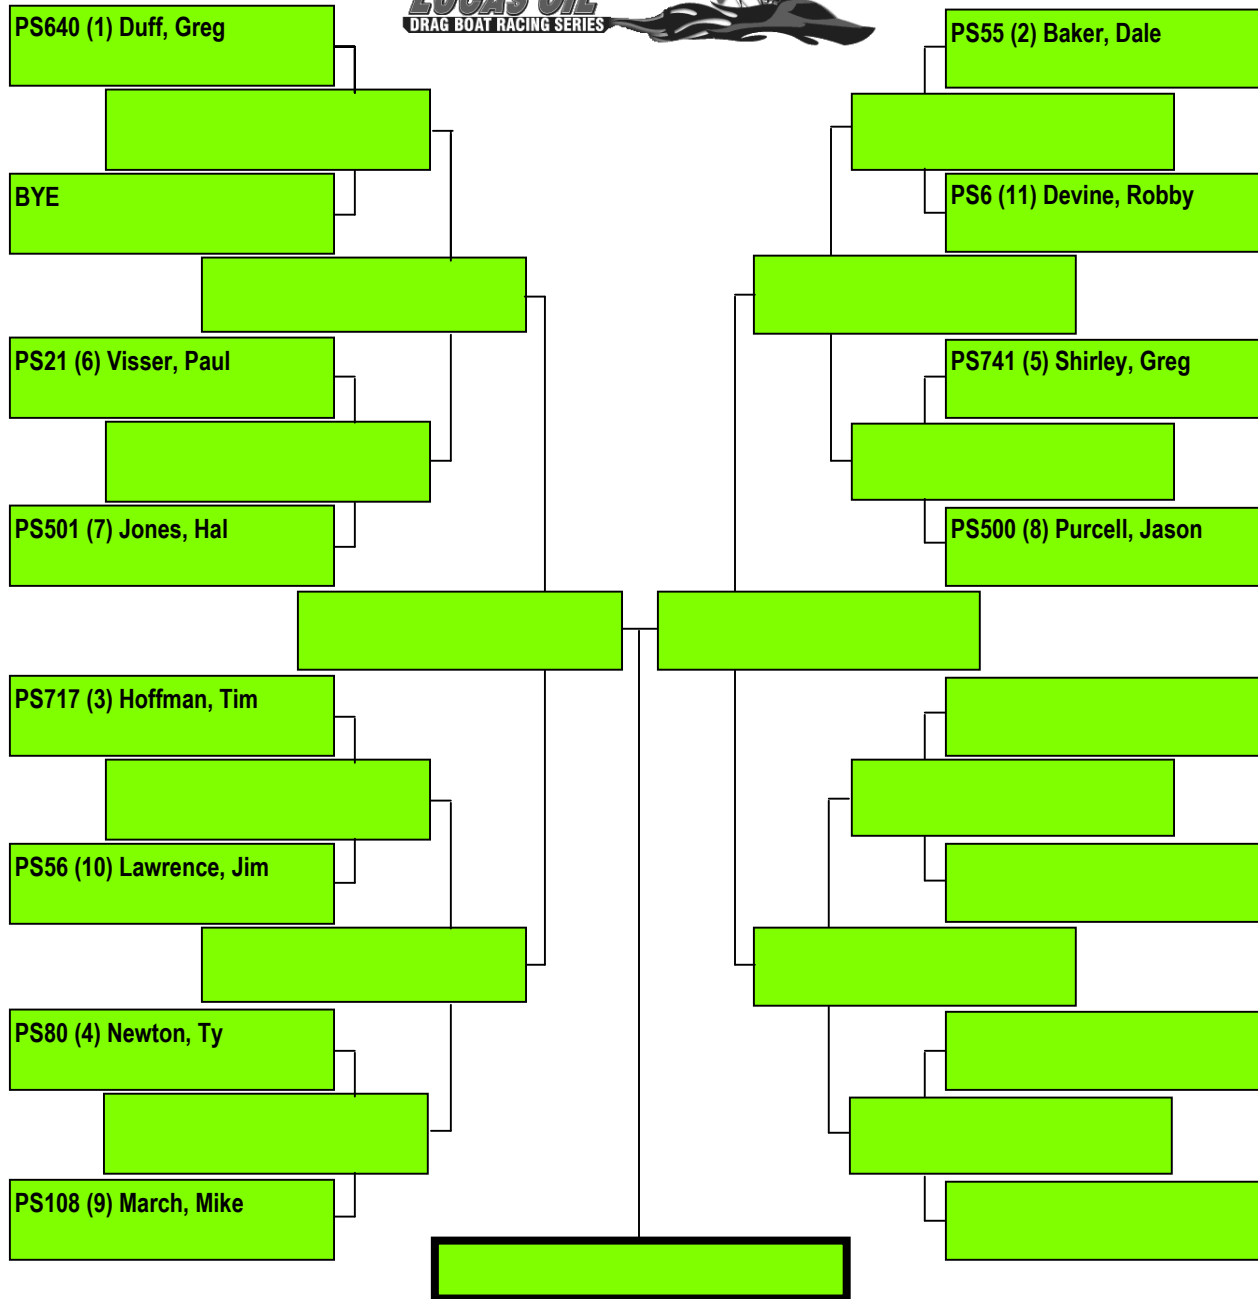 LUCAS OIL
DRAG BOAT RACING SERIES
PS640 (1) Duff, Greg
BYE
PS21 (6) Visser, Paul
PS501 (7) Jones, Hal
PS717 (3) Hoffman, Tim
PS56 (10) Lawrence, Jim
PS80 (4) Newton, Ty
PS108 (9) March, Mike
PS55 (2) Baker, Dale
PS6 (11) Devine, Robby
PS741 (5) Shirley, Greg
PS500 (8) Purcell, Jason